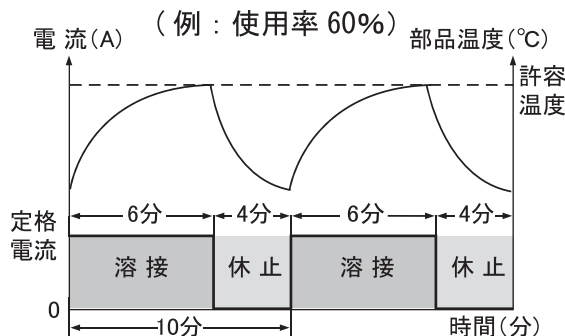 (例：使用率60%)
電流(A)
部品温度(℃)
許容
温度
6分 4分 6分 4分
定格
電流
溶接 休止 溶接 休止
0
10分
時間(分)